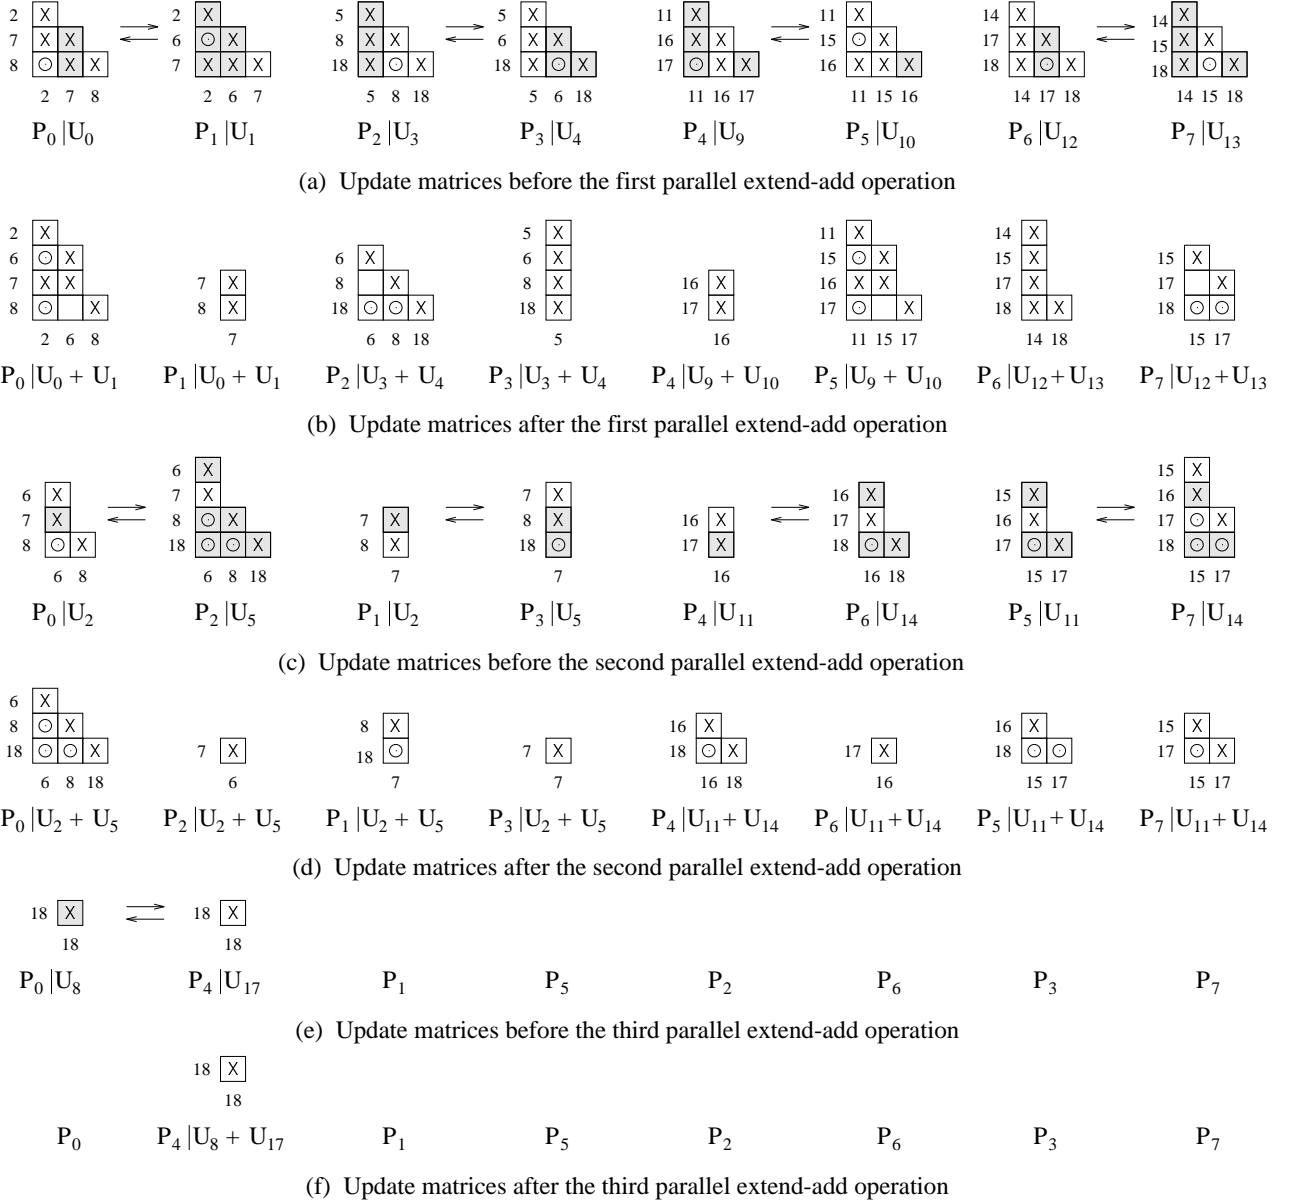 2 X 2 X 5 X 5 X 11 X 11 X 14 X 14 X
7 X X 6 ⊙ X 8 X X 6 X X 16 X X 15 ⊙ X 17 X X 15 X X
8 ⊙ X X 7 X X X 18 X ⊙ X 18 X ⊙ X 17 ⊙ X X 16 X X X 18 X ⊙ X 18 X ⊙ X
2 7 8 2 6 7 5 8 18 5 6 18 11 16 17 11 15 16 14 17 18 14 15 18
P0 |U0 P1 |U1 P2 |U3 P3 |U4 P4 |U9 P5 |U10 P6 |U12 P7 |U13
(a) Update matrices before the first parallel extend-add operation
2 X 5 X 11 X 14 X
6 ⊙ X 6 X 6 X 15 ⊙ X 15 X 15 X
7 X X 7 X 8 X 8 X 16 X 16 X X 17 X 17 X
8 ⊙ X 8 X 18 ⊙ ⊙ X 18 X 17 X 17 ⊙ X 18 X X 18 ⊙ ⊙
2 6 8 7 6 8 18 5 16 11 15 17 14 18 15 17
P0 |U0 + U1 P1 |U0 + U1 P2 |U3 + U4 P3 |U3 + U4 P4 |U9 + U10 P5 |U9 + U10 P6 |U12 + U13 P7 |U12 + U13
(b) Update matrices after the first parallel extend-add operation
6 X 15 X
6 X 7 X 7 X 16 X 15 X 16 X
7 X 8 ⊙ X 7 X 8 X 16 X 17 X 16 X 17 ⊙ X
8 ⊙ X 18 ⊙ ⊙ X 8 X 18 ⊙ 17 X 18 ⊙ X 17 ⊙ X 18 ⊙ ⊙
6 8 6 8 18 7 7 16 16 18 15 17 15 17
P0 |U2 P2 |U5 P1 |U2 P3 |U5 P4 |U11 P6 |U14 P5 |U11 P7 |U14
(c) Update matrices before the second parallel extend-add operation
6 X
8 ⊙ X 8 X 16 X 16 X 15 X
18 ⊙ ⊙ X 7 X 18 ⊙ 7 X 18 ⊙ X 17 X 18 ⊙ ⊙ 17 ⊙ X
6 8 18 6 7 7 16 18 16 15 17 15 17
P0 |U2 + U5 P2 |U2 + U5 P1 |U2 + U5 P3 |U2 + U5 P4 |U11 + U14 P6 |U11 + U14 P5 |U11 + U14 P7 |U11 + U14
(d) Update matrices after the second parallel extend-add operation
18 X 18 X
18 18
P0 |U8 P4 |U17 P1 P5 P2 P6 P3 P7
(e) Update matrices before the third parallel extend-add operation
18 X
18
P0 P4 |U8 + U17 P1 P5 P2 P6 P3 P7
(f) Update matrices after the third parallel extend-add operation